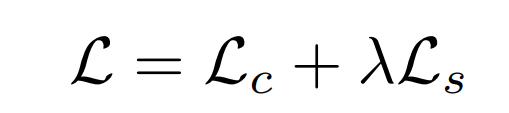 ℒ = ℒ_c + λℒ_s